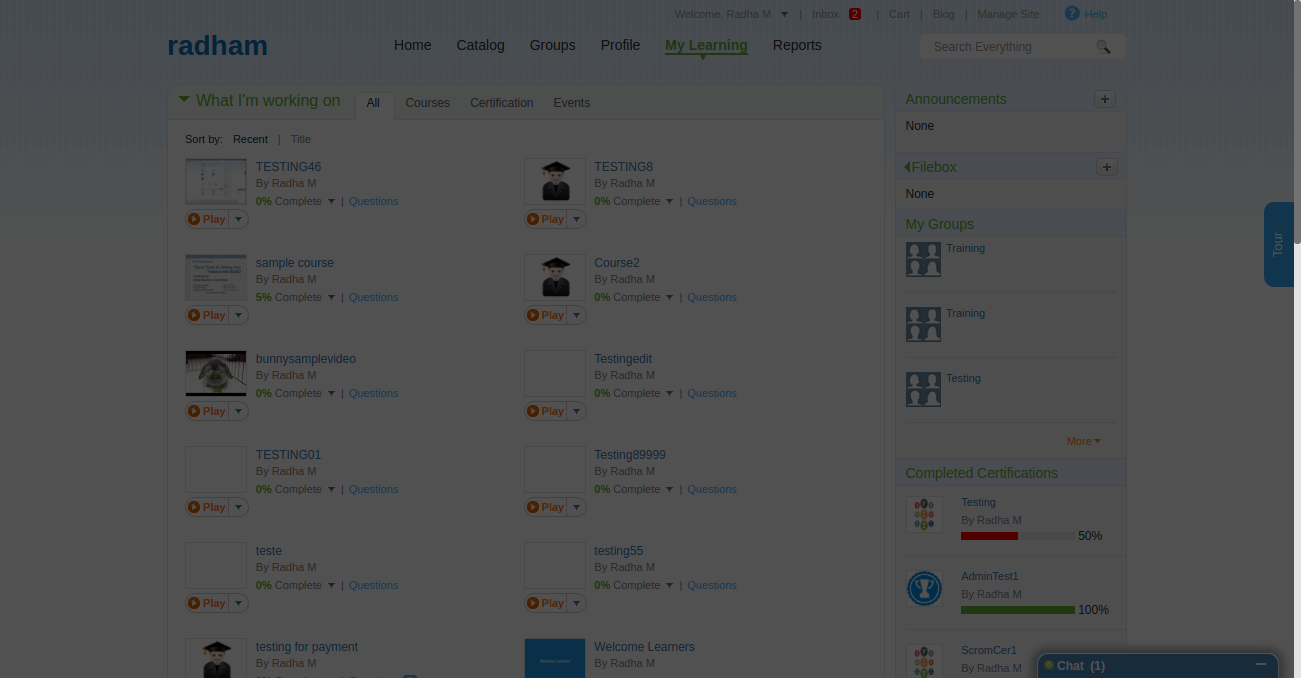 Welcome, Radha M | Inbox 2 | Cart | Blog | Manage Site ? Help
radham
Home Catalog Groups Profile My Learning Reports
Search Everything
What I'm working on All Courses Certification Events
Sort by: Recent | Title
TESTING46
By Radha M
0% Complete | Questions
Play
TESTING8
By Radha M
0% Complete | Questions
Play
sample course
By Radha M
5% Complete | Questions
Play
Course2
By Radha M
0% Complete | Questions
Play
bunnysamplevideo
By Radha M
0% Complete | Questions
Play
Testingedit
By Radha M
0% Complete | Questions
Play
TESTING01
By Radha M
0% Complete | Questions
Play
Testing89999
By Radha M
0% Complete | Questions
Play
teste
By Radha M
0% Complete | Questions
Play
testing55
By Radha M
0% Complete | Questions
Play
testing for payment
By Radha M
Welcome Learners
By Radha M
Announcements +
None
Filebox +
None
My Groups
Training
Training
Testing
More
Completed Certifications
Testing
By Radha M
50%
AdminTest1
By Radha M
100%
ScromCer1
By Radha M
Tour
Chat (1)